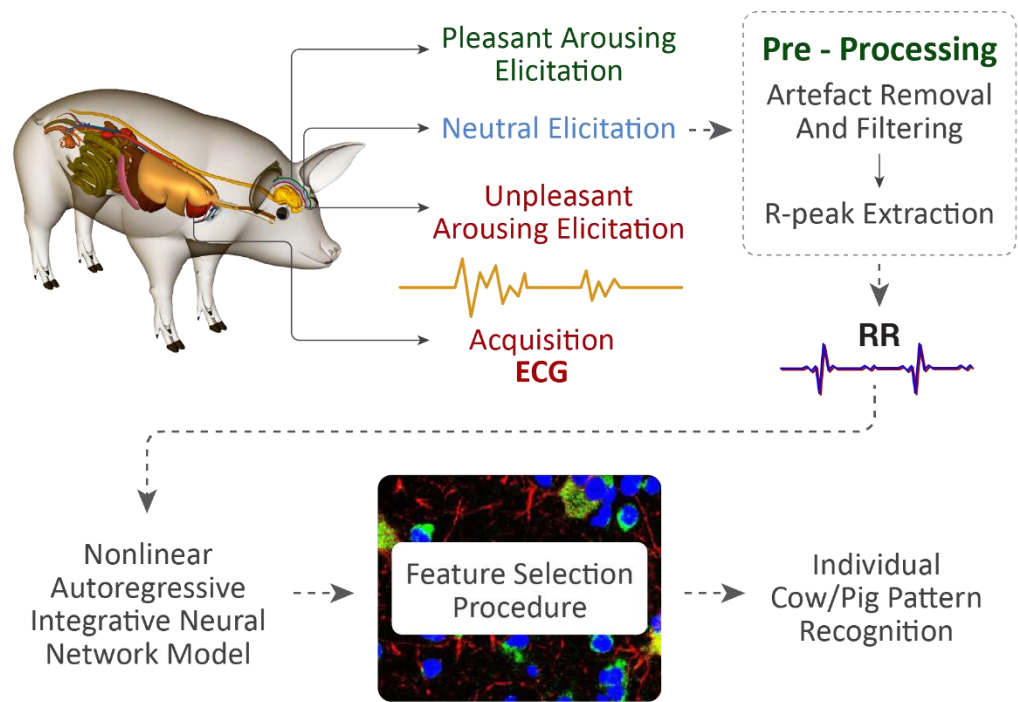 Pleasant Arousing
Elicitation
Neutral Elicitation
Unpleasant
Arousing Elicitation
Acquisition
ECG
Pre - Processing
Artefact Removal
And Filtering
R-peak Extraction
RR
Nonlinear
Autoregressive
Integrative Neural
Network Model
Feature Selection
Procedure
Individual
Cow/Pig Pattern
Recognition